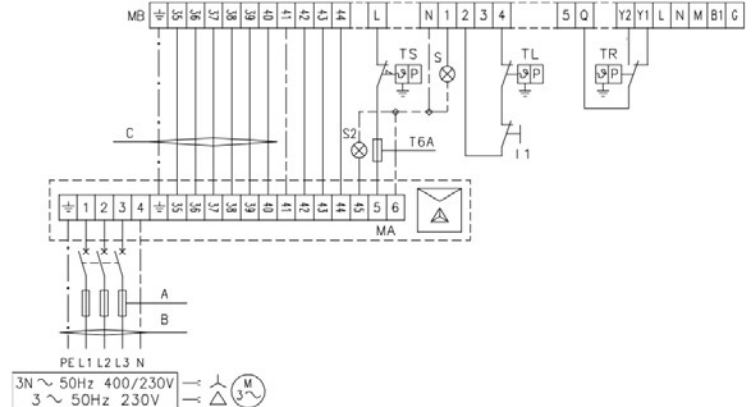 MB ⏚ 35 36 37 38 39 40 41 42 43 44 L N 1 2 3 4 5 Q Y2 Y1 L N M B1 G
TS S TL TR
ϑ P ϑ P ϑ P
C S2 T6A I1
⏚ 1 2 3 4 ⏚ 35 36 37 38 39 40 41 42 43 44 45 5 6
MA
A
B
PE L1 L2 L3 N
3N ~ 50Hz 400/230V
3 ~ 50Hz 230V
M
3~